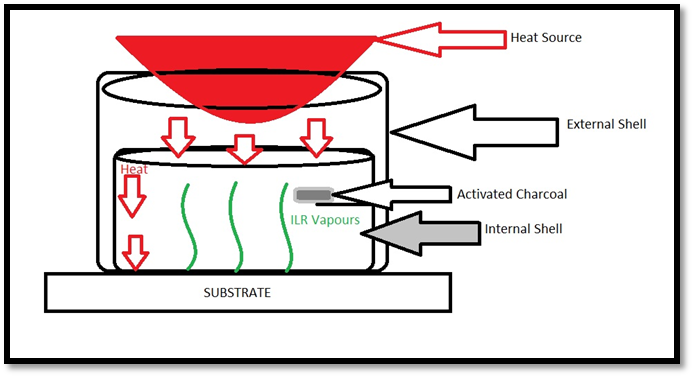 Heat Source
External Shell
Heat
Activated Charcoal
ILR Vapours
Internal Shell
SUBSTRATE